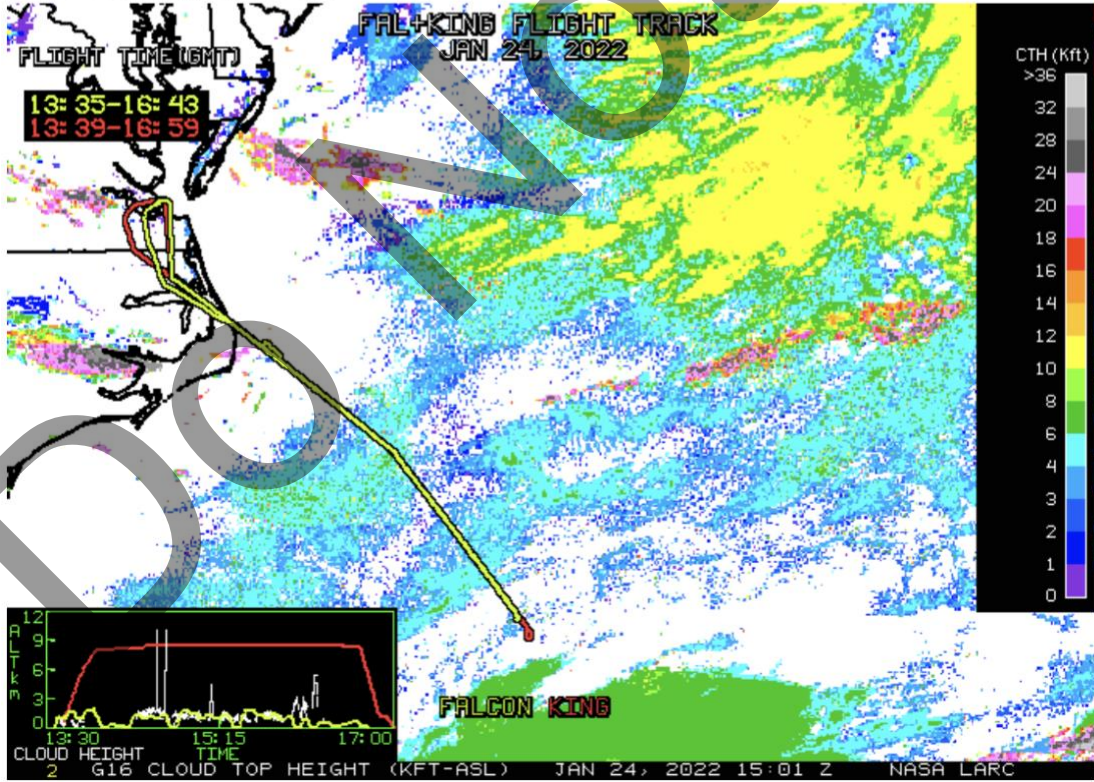 FAL+KING FLIGHT TRACK
JAN 24, 2022
FLIGHT TIME(GMT)
13:35-16:43
13:39-16:59
CTH (Kft)
>36
32
28
24
20
18
16
14
12
10
8
6
4
3
2
1
0
FALCON KING
ALT km
12
9
6
3
0
13:30 15:15 17:00
CLOUD HEIGHT TIME
2 G16 CLOUD TOP HEIGHT (KFT-ASL) JAN 24, 2022 15:01 Z NASA LARC
Do No